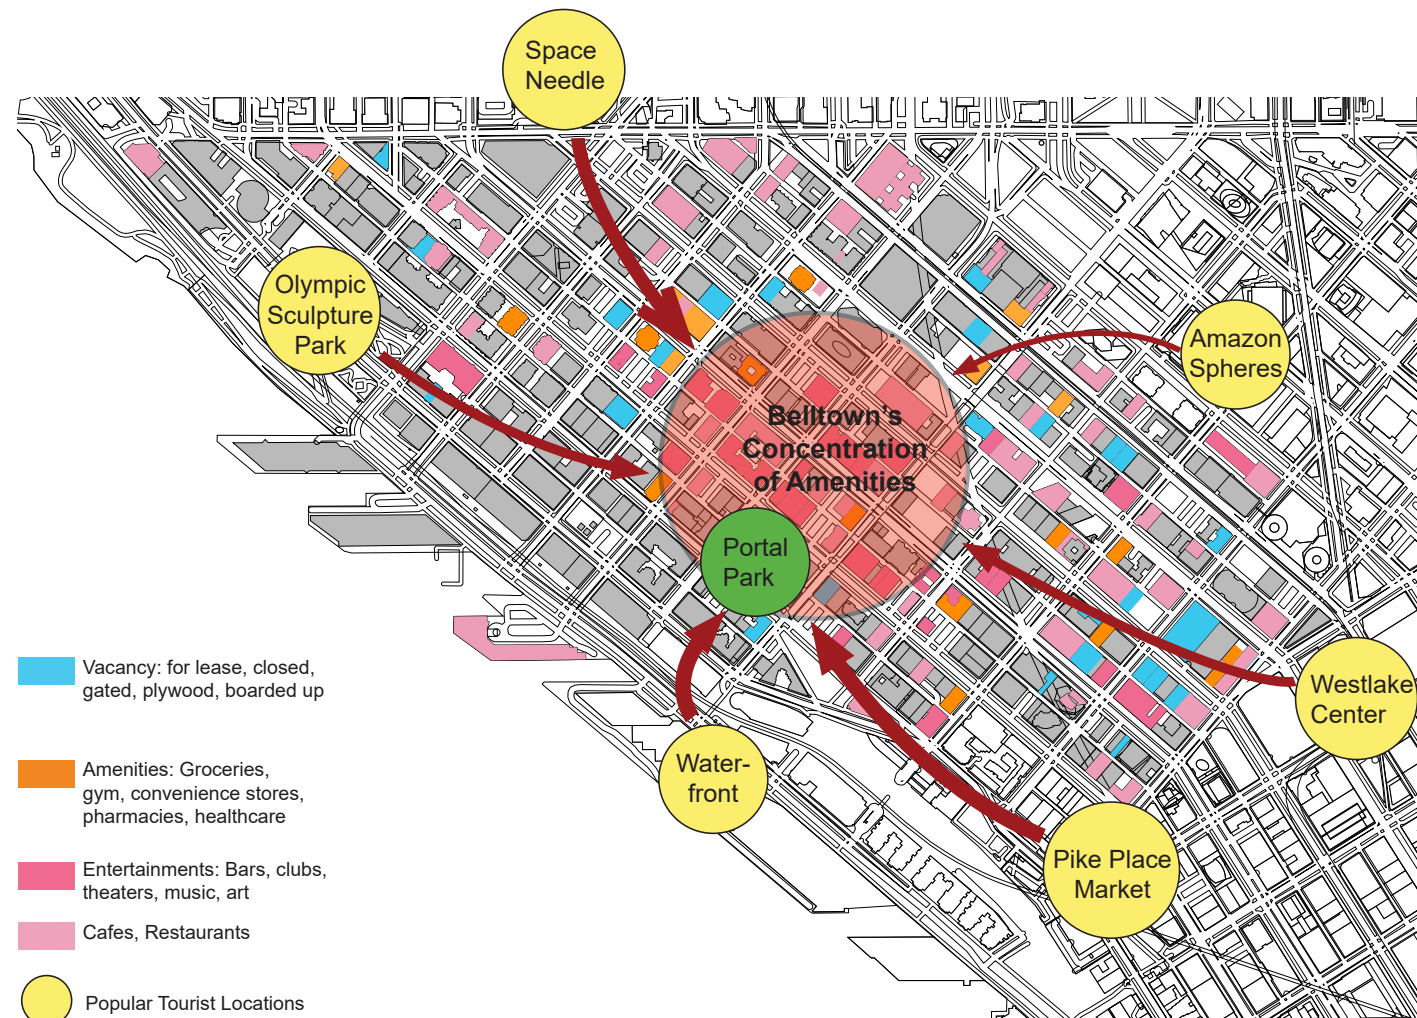 Space
Needle
Olympic
Sculpture
Park
Amazon
Spheres
Belltown's
Concentration
of Amenities
Portal
Park
Westlake
Center
Water-
front
Pike Place
Market
Vacancy: for lease, closed,
gated, plywood, boarded up
Amenities: Groceries,
gym, convenience stores,
pharmacies, healthcare
Entertainments: Bars, clubs,
theaters, music, art
Cafes, Restaurants
Popular Tourist Locations